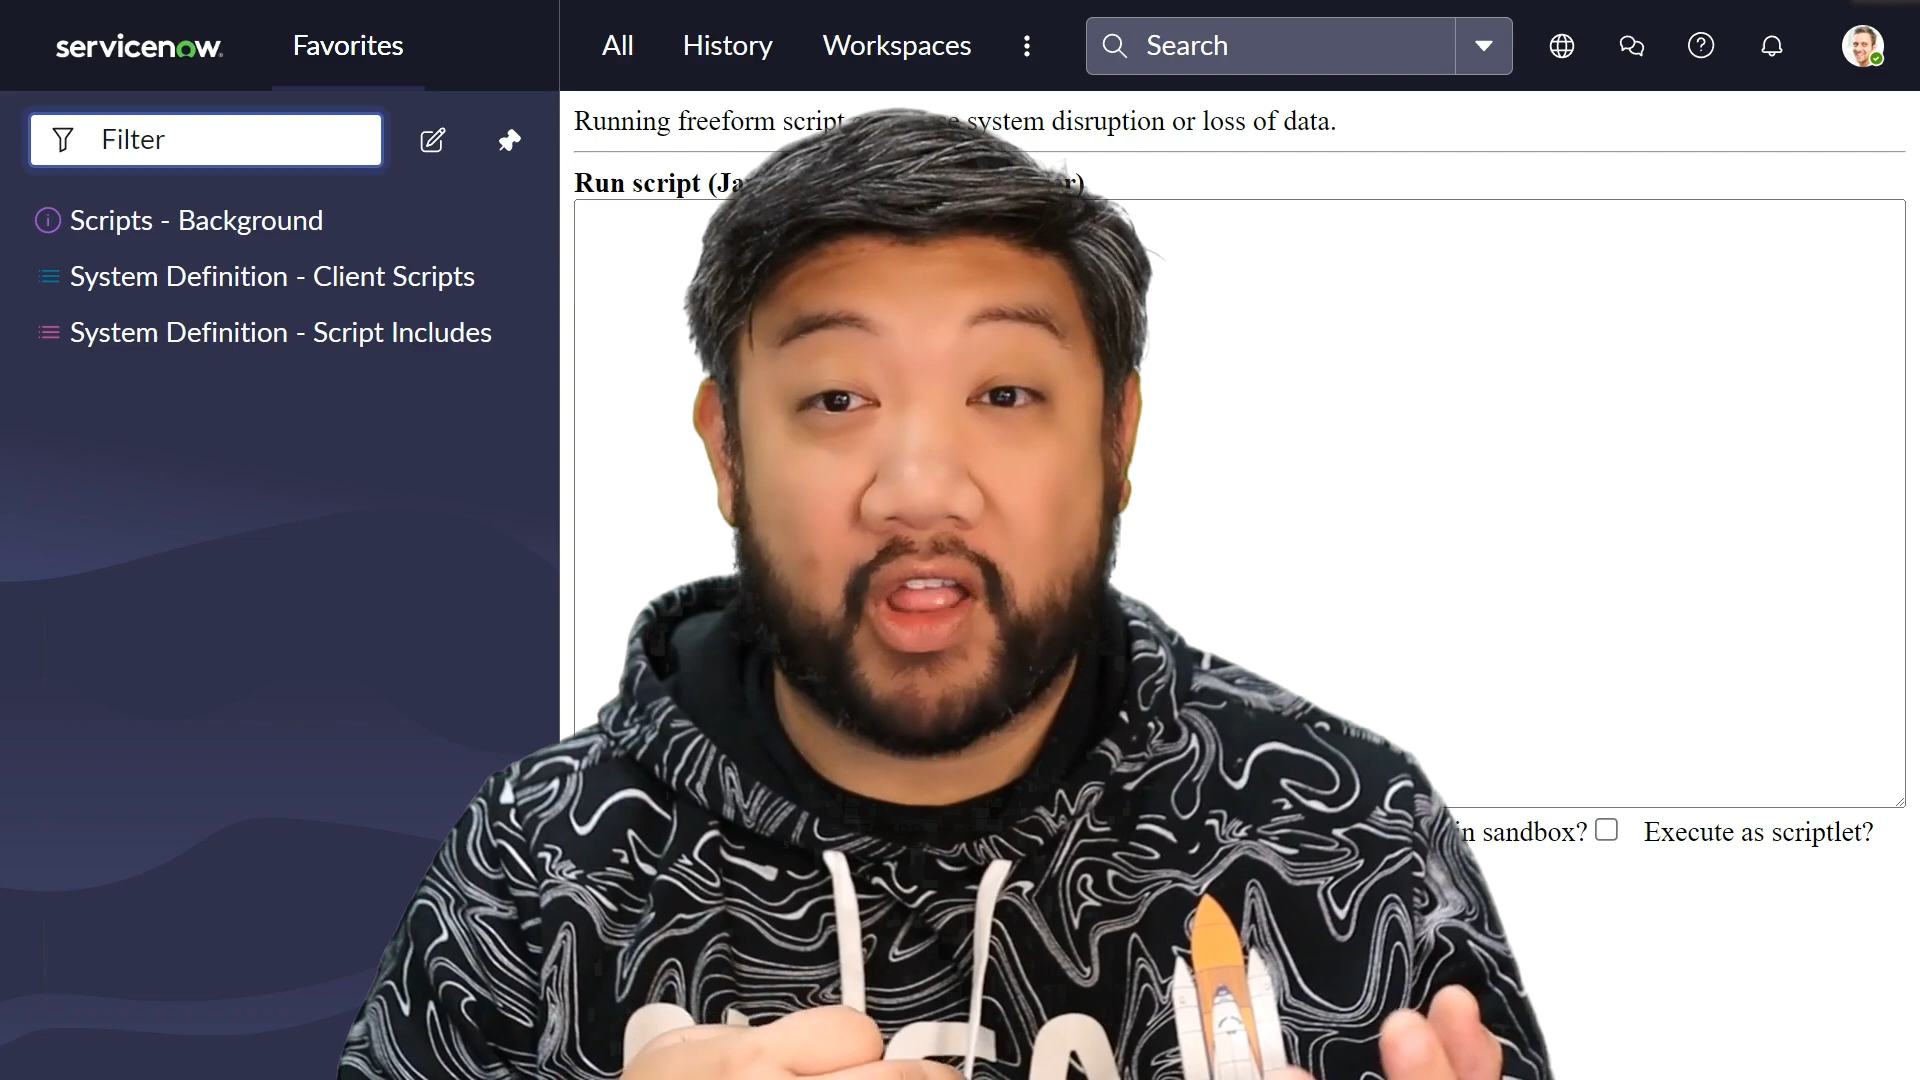 servicenow
Favorites
All
History
Workspaces
Search
Filter
Scripts - Background
System Definition - Client Scripts
System Definition - Script Includes
Running freeform script system disruption or loss of data.
Run script
in sandbox?
Execute as scriptlet?